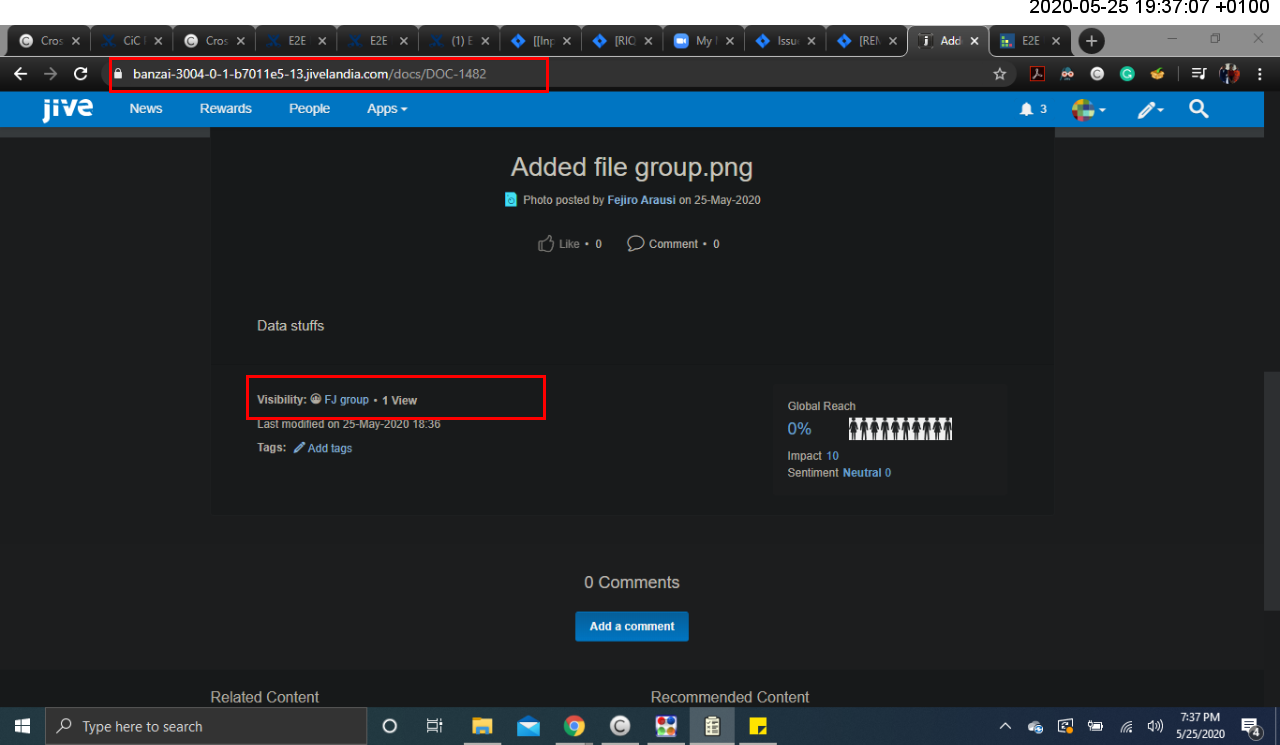 2020-05-25 19:37:07 +0100
Cros CiC Cros E2E E2E (1) E [[Inp [RIC My Issu [REN Add E2E
banzai-3004-0-1-b7011e5-13.jivelandia.com/docs/DOC-1482
jive News Rewards People Apps 3
Added file group.png
Photo posted by Fejiro Arausi on 25-May-2020
Like • 0 Comment • 0
Data stuffs
Visibility: FJ group • 1 View
Last modified on 25-May-2020 18:36
Tags: Add tags
Global Reach
0%
Impact 10
Sentiment Neutral 0
0 Comments
Add a comment
Related Content Recommended Content
Type here to search
7:37 PM
5/25/2020
4